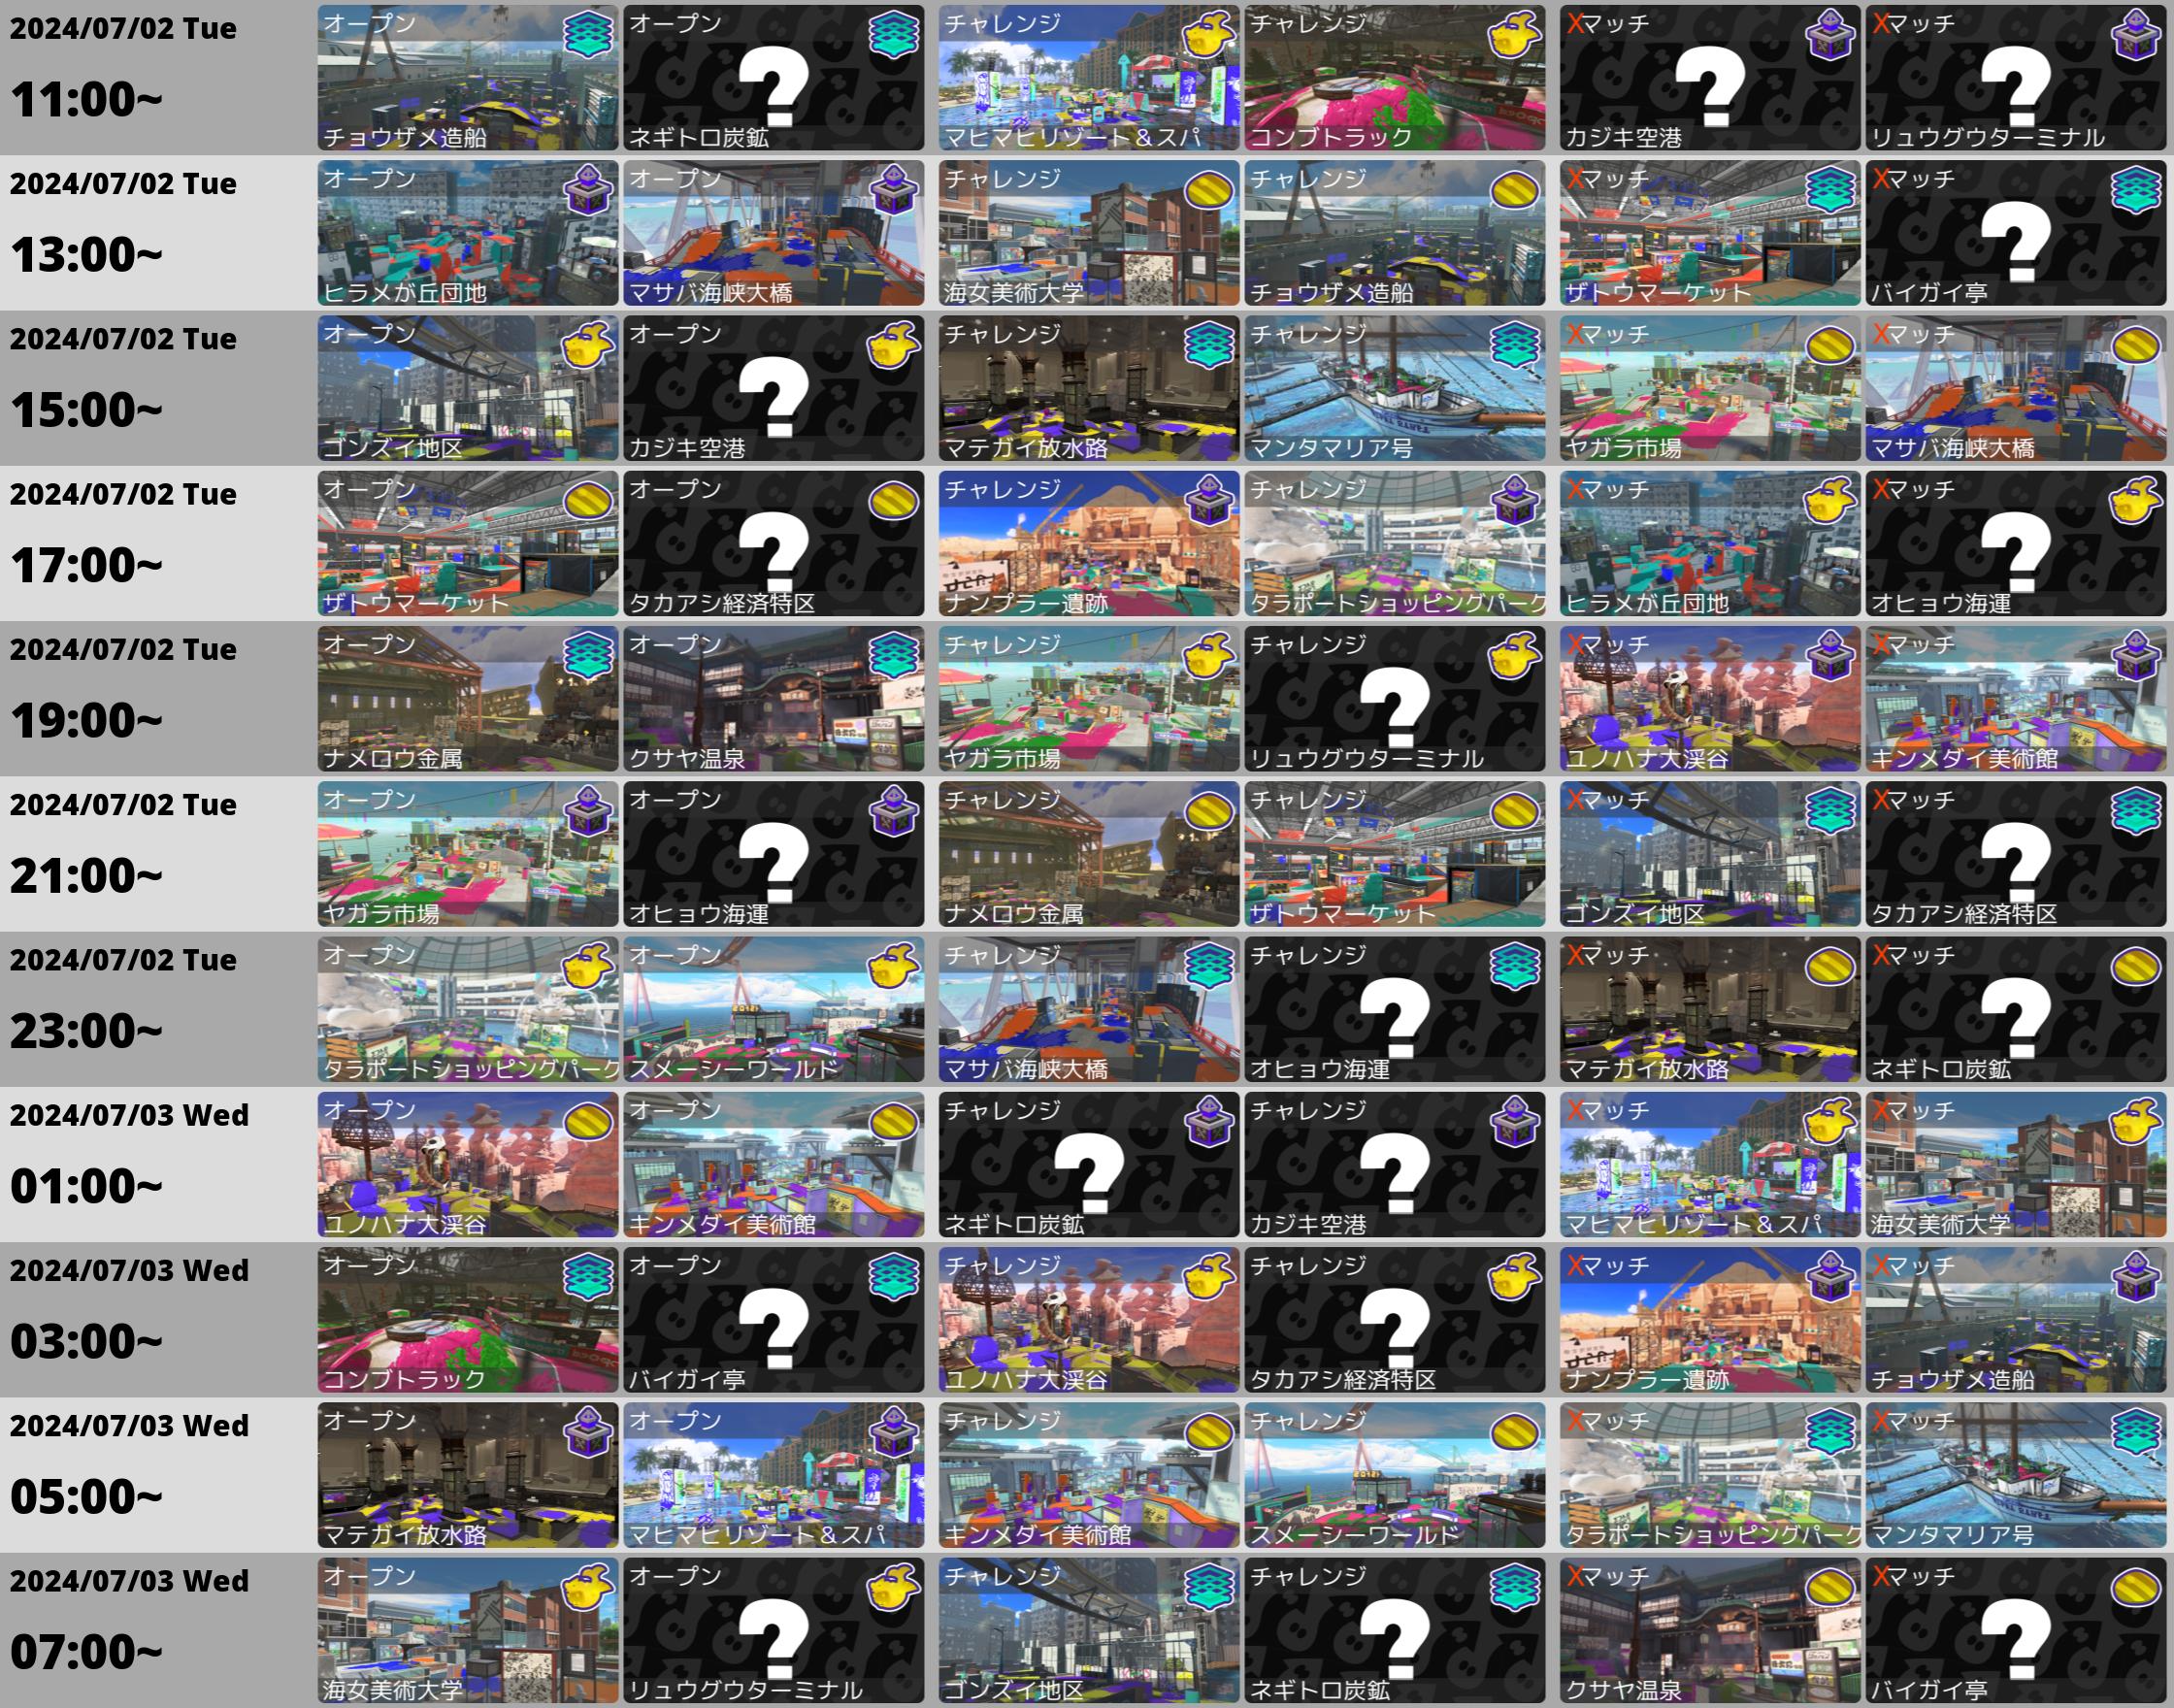 2024/07/02 Tue
11:00~
オープン
チョウザメ造船
オープン
ネギトロ炭鉱
チャレンジ
マヒマヒリゾート＆スパ
チャレンジ
コンブトラック
Xマッチ
カジキ空港
Xマッチ
リュウグウターミナル
2024/07/02 Tue
13:00~
オープン
ヒラメが丘団地
オープン
マサバ海峡大橋
チャレンジ
海女美術大学
チャレンジ
チョウザメ造船
Xマッチ
ザトウマーケット
Xマッチ
バイガイ亭
2024/07/02 Tue
15:00~
オープン
ゴンズイ地区
オープン
カジキ空港
チャレンジ
マテガイ放水路
チャレンジ
マンタマリア号
Xマッチ
ヤガラ市場
Xマッチ
マサバ海峡大橋
2024/07/02 Tue
17:00~
オープン
ザトウマーケット
オープン
タカアシ経済特区
チャレンジ
ナンプラー遺跡
チャレンジ
タラポートショッピングパーク
Xマッチ
ヒラメが丘団地
Xマッチ
オヒョウ海運
2024/07/02 Tue
19:00~
オープン
ナメロウ金属
オープン
クサヤ温泉
チャレンジ
ヤガラ市場
チャレンジ
リュウグウターミナル
Xマッチ
ユノハナ大渓谷
Xマッチ
キンメダイ美術館
2024/07/02 Tue
21:00~
オープン
ヤガラ市場
オープン
オヒョウ海運
チャレンジ
ナメロウ金属
チャレンジ
ザトウマーケット
Xマッチ
ゴンズイ地区
Xマッチ
タカアシ経済特区
2024/07/02 Tue
23:00~
オープン
タラポートショッピングパーク
オープン
スメーシーワールド
チャレンジ
マサバ海峡大橋
チャレンジ
オヒョウ海運
Xマッチ
マテガイ放水路
Xマッチ
ネギトロ炭鉱
2024/07/03 Wed
01:00~
オープン
ユノハナ大渓谷
オープン
キンメダイ美術館
チャレンジ
ネギトロ炭鉱
チャレンジ
カジキ空港
Xマッチ
マヒマヒリゾート＆スパ
Xマッチ
海女美術大学
2024/07/03 Wed
03:00~
オープン
コンブトラック
オープン
バイガイ亭
チャレンジ
ユノハナ大渓谷
チャレンジ
タカアシ経済特区
Xマッチ
ナンプラー遺跡
Xマッチ
チョウザメ造船
2024/07/03 Wed
05:00~
オープン
マテガイ放水路
オープン
マヒマヒリゾート＆スパ
チャレンジ
キンメダイ美術館
チャレンジ
スメーシーワールド
Xマッチ
タラポートショッピングパーク
Xマッチ
マンタマリア号
2024/07/03 Wed
07:00~
オープン
海女美術大学
オープン
リュウグウターミナル
チャレンジ
ゴンズイ地区
チャレンジ
ネギトロ炭鉱
Xマッチ
クサヤ温泉
Xマッチ
バイガイ亭